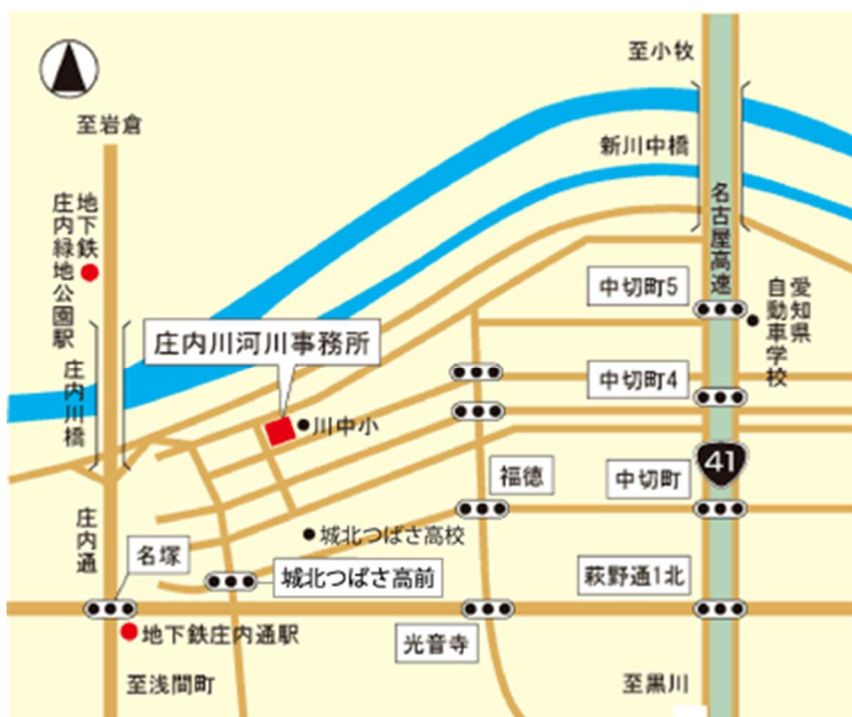 至小牧
至岩倉
新川中橋
名古屋高速
地下鉄
庄内緑地公園駅
中切町5
愛知県
自動車学校
庄内川河川事務所
庄内川橋
中切町4
川中小
41
福徳
中切町
庄内通
城北つばさ高校
名塚
城北つばさ高前
萩野通1北
地下鉄庄内通駅
光音寺
至浅間町
至黒川